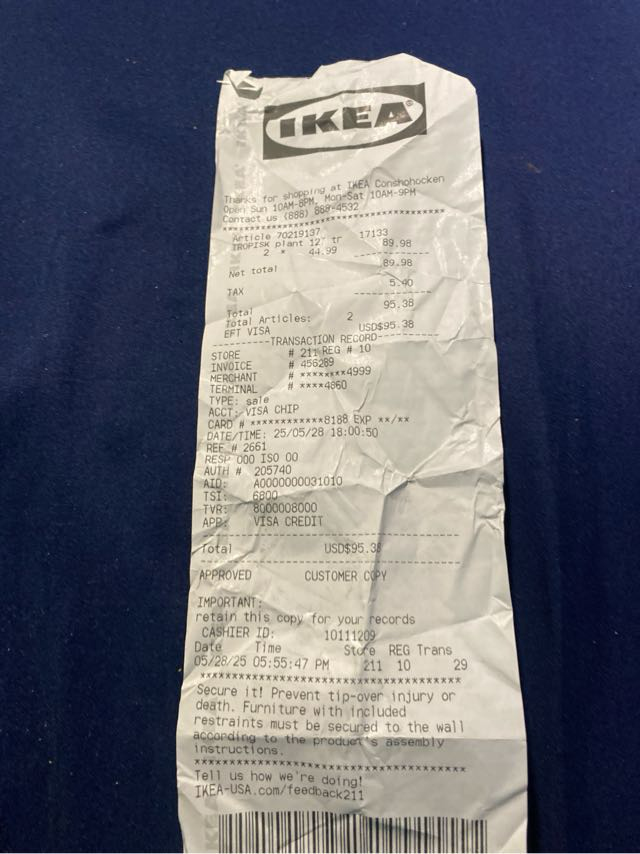 IKEA®
Thanks for shopping at IKEA Conshohocken
Open Sun 10AM-8PM, Mon-Sat 10AM-9PM
Contact us (888) 888-4532
******************************************
Article 70219137 17133
TROPISK plant 12" tr 89.98
2 * 44.99
Net total 89.98
TAX 5.40
Total 95.38
Total Articles: 2
EFT VISA USD$95.38
----------TRANSACTION RECORD----------
STORE # 211 REG # 10
INVOICE # 456289
MERCHANT # ********4999
TERMINAL # ****4860
TYPE: sale
ACCT: VISA CHIP
CARD # ************8188 EXP **/**
DATE/TIME: 25/05/28 18:00:50
REF # 2661
RESP 000 ISO 00
AUTH # 205740
AID: A0000000031010
TSI: 6800
TVR: 8000008000
APP: VISA CREDIT
Total USD$95.38
APPROVED CUSTOMER COPY
IMPORTANT:
retain this copy for your records
CASHIER ID: 10111209
Date Time Store REG Trans
05/28/25 05:55:47 PM 211 10 29
******************************************
Secure it! Prevent tip-over injury or
death. Furniture with included
restraints must be secured to the wall
according to the product's assembly
instructions.
******************************************
Tell us how we're doing!
IKEA-USA.com/feedback211